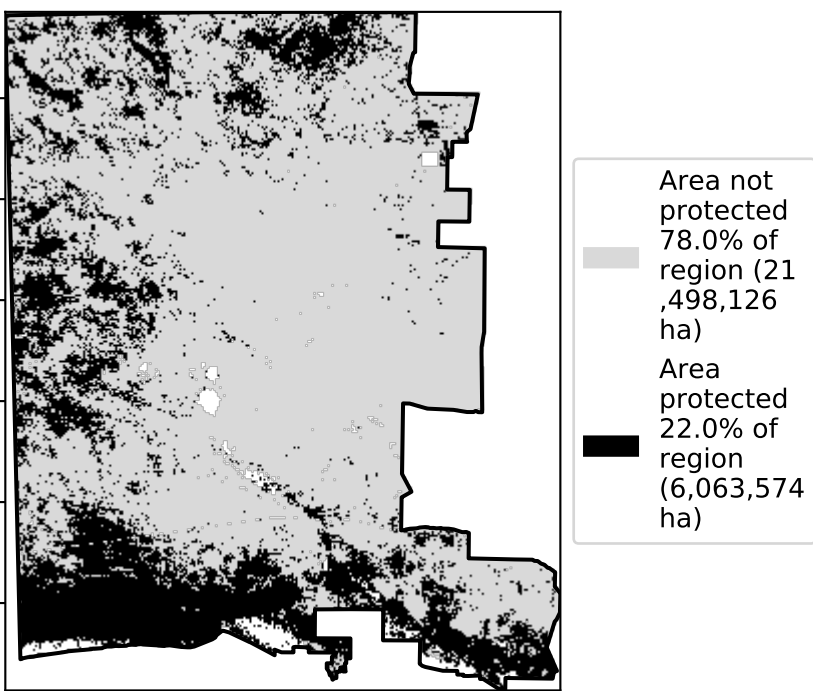 Area not
protected
78.0% of
region (21
,498,126
ha)
Area
protected
22.0% of
region
(6,063,574
ha)